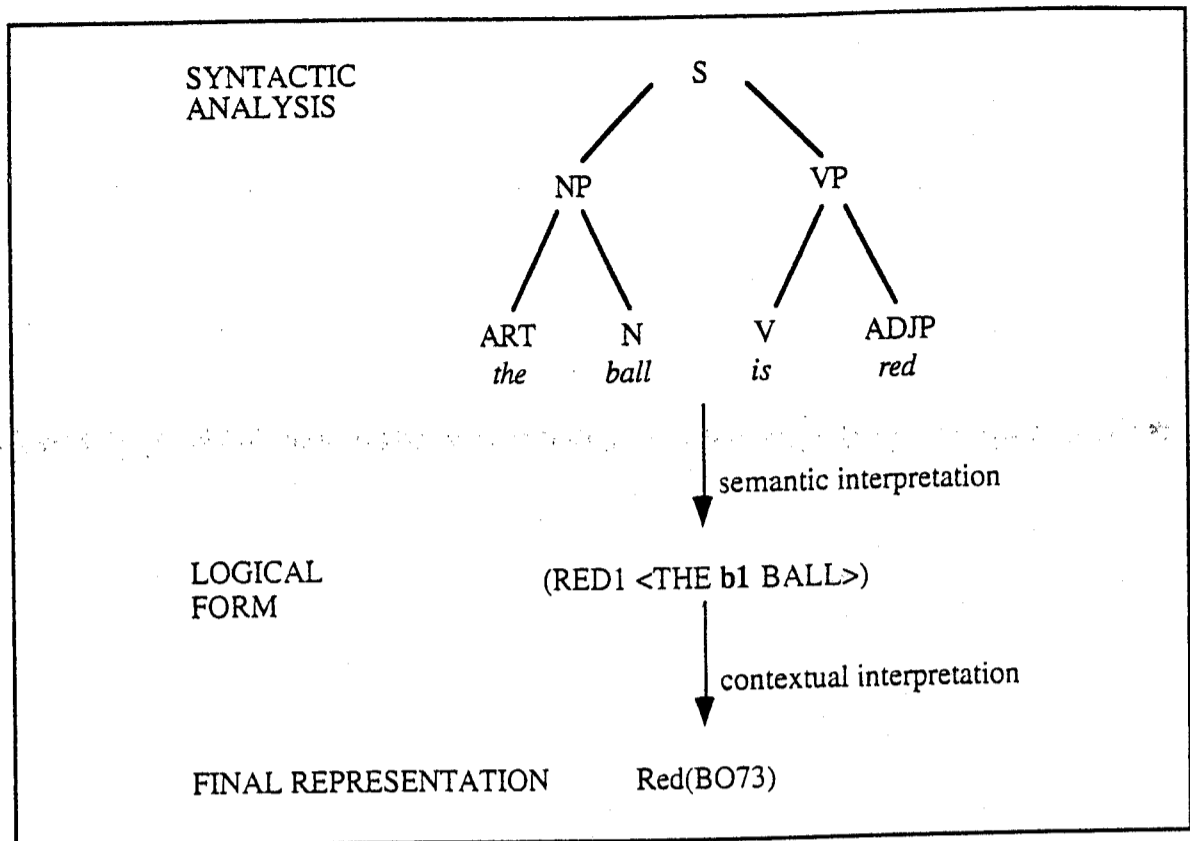 SYNTACTIC
ANALYSIS
S
NP VP
ART N V ADJP
the ball is red
semantic interpretation
LOGICAL
FORM
(RED1 <THE b1 BALL>)
contextual interpretation
FINAL REPRESENTATION Red(BO73)